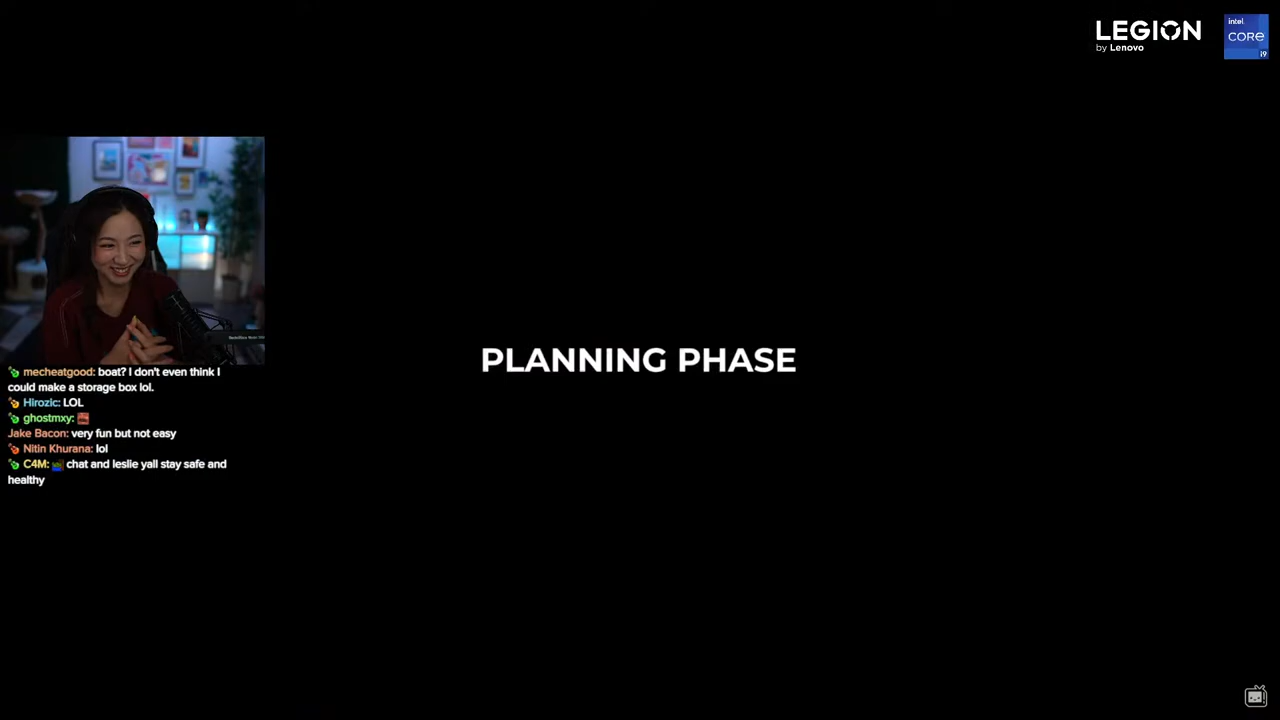 LEGION
by Lenovo
intel.
CORE
i9
PLANNING PHASE
mecheatgood: boat? I don't even think I
could make a storage box lol.
Hirozic: LOL
ghostmxy:
Jake Bacon: very fun but not easy
Nitin Khurana: lol
C4M: chat and leslie yall stay safe and
healthy